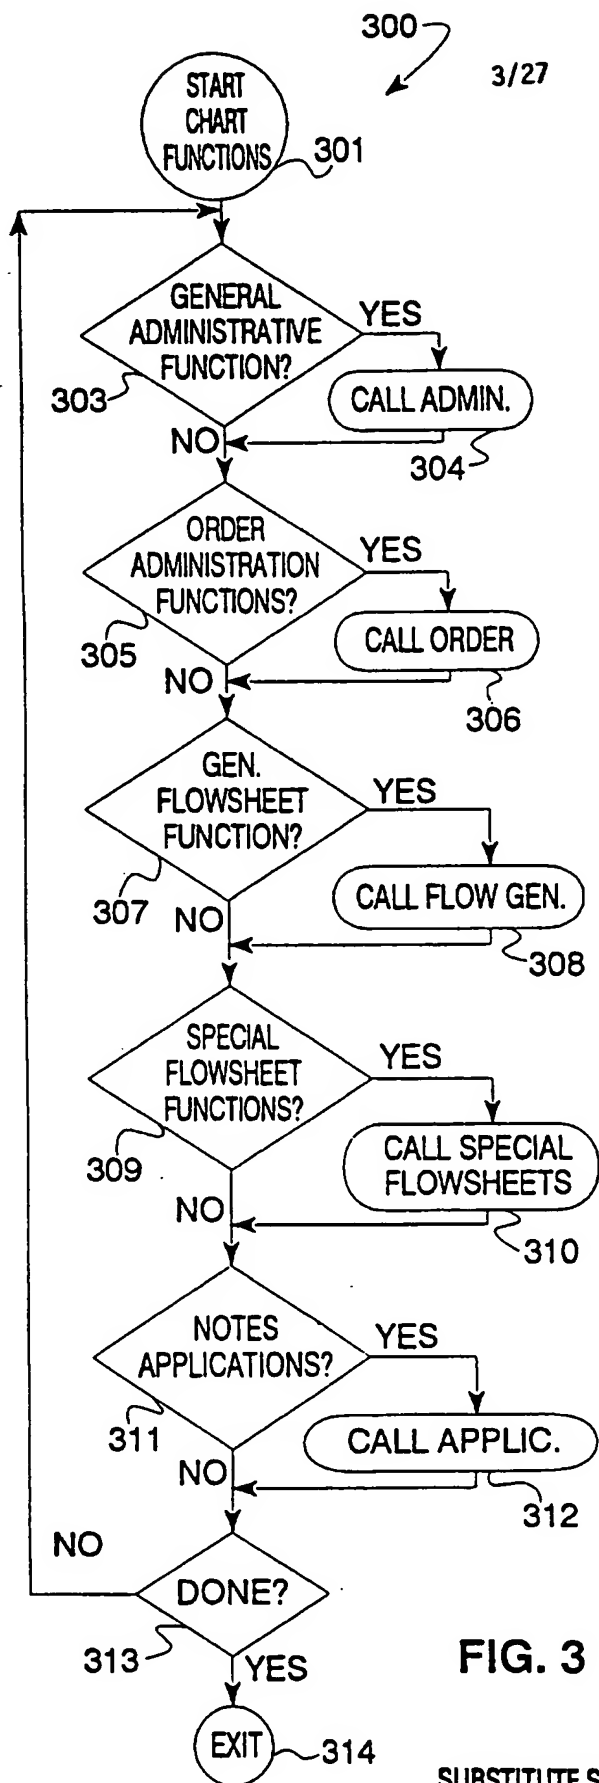 300
3/27
START
CHART
FUNCTIONS
301
GENERAL
ADMINISTRATIVE
FUNCTION?
YES
303
CALL ADMIN.
NO
304
ORDER
ADMINISTRATION
FUNCTIONS?
YES
305
CALL ORDER
NO
306
GEN.
FLOWSHEET
FUNCTION?
YES
307
CALL FLOW GEN.
NO
308
SPECIAL
FLOWSHEET
FUNCTIONS?
YES
309
CALL SPECIAL
FLOWSHEETS
NO
310
NOTES
APPLICATIONS?
YES
311
CALL APPLIC.
NO
312
NO
DONE?
313
YES
FIG. 3
EXIT
314